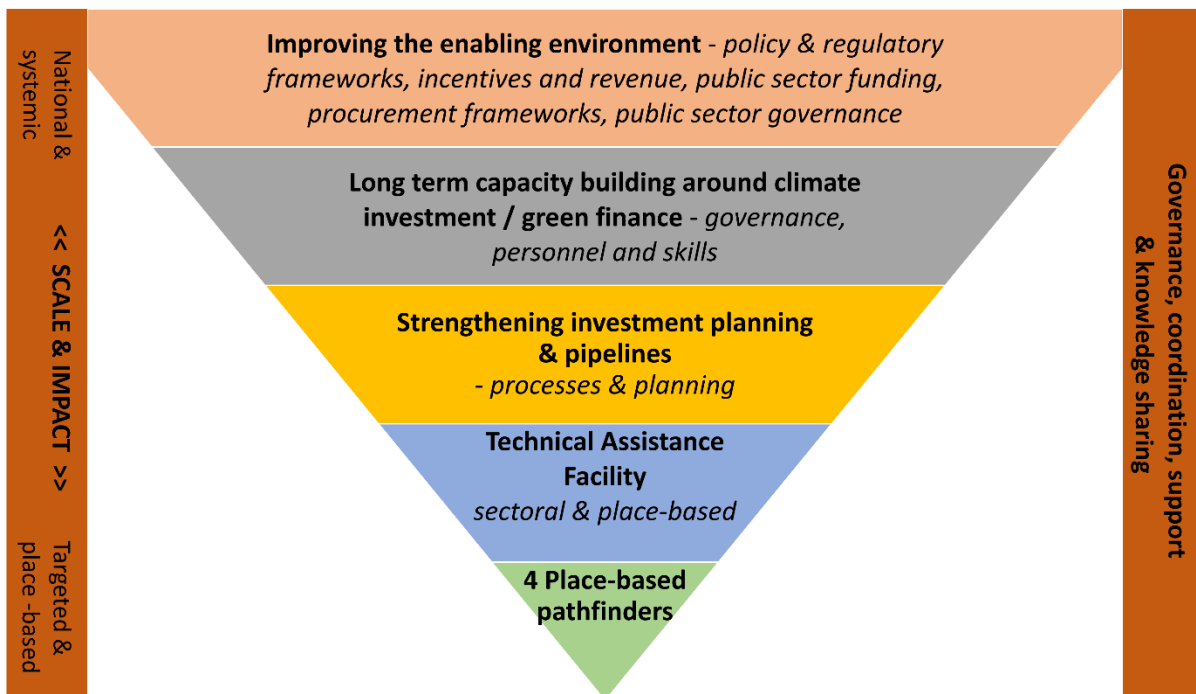 National &
systemic
<< SCALE & IMPACT >>
Targeted &
place -based
Improving the enabling environment - policy & regulatory
frameworks, incentives and revenue, public sector funding,
procurement frameworks, public sector governance
Long term capacity building around climate
investment / green finance - governance,
personnel and skills
Strengthening investment planning
& pipelines
- processes & planning
Technical Assistance
Facility
sectoral & place-based
4 Place-based
pathfinders
Governance, coordination, support
& knowledge sharing